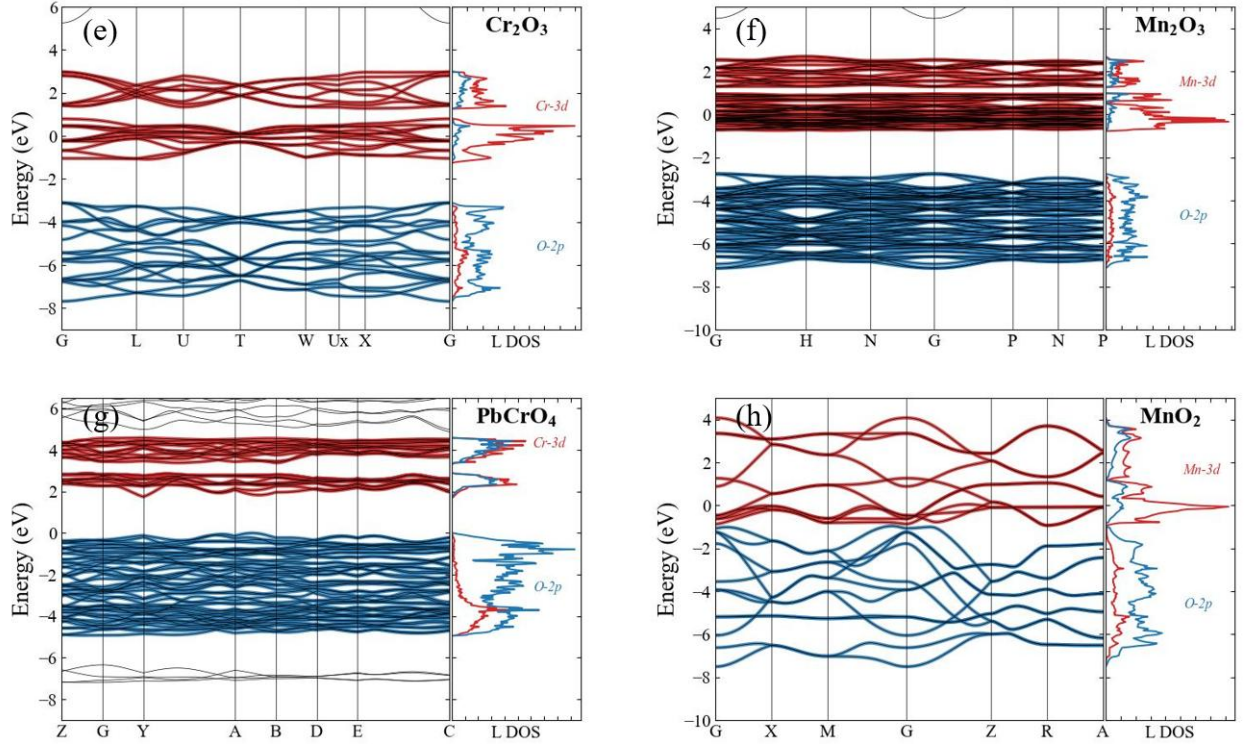 (e)
Cr₂O₃
Energy (eV)
6
4
2
0
−2
−4
−6
−8
Cr-3d
O-2p
G L U T W Ux X G
L DOS
(f)
Mn₂O₃
Energy (eV)
4
2
0
−2
−4
−6
−8
−10
Mn-3d
O-2p
G H N G P N P
L DOS
(g)
PbCrO₄
Energy (eV)
6
4
2
0
−2
−4
−6
−8
Cr-3d
O-2p
Z G Y A B D E C
L DOS
(h)
MnO₂
Energy (eV)
4
2
0
−2
−4
−6
−8
−10
Mn-3d
O-2p
G X M G Z R A
L DOS